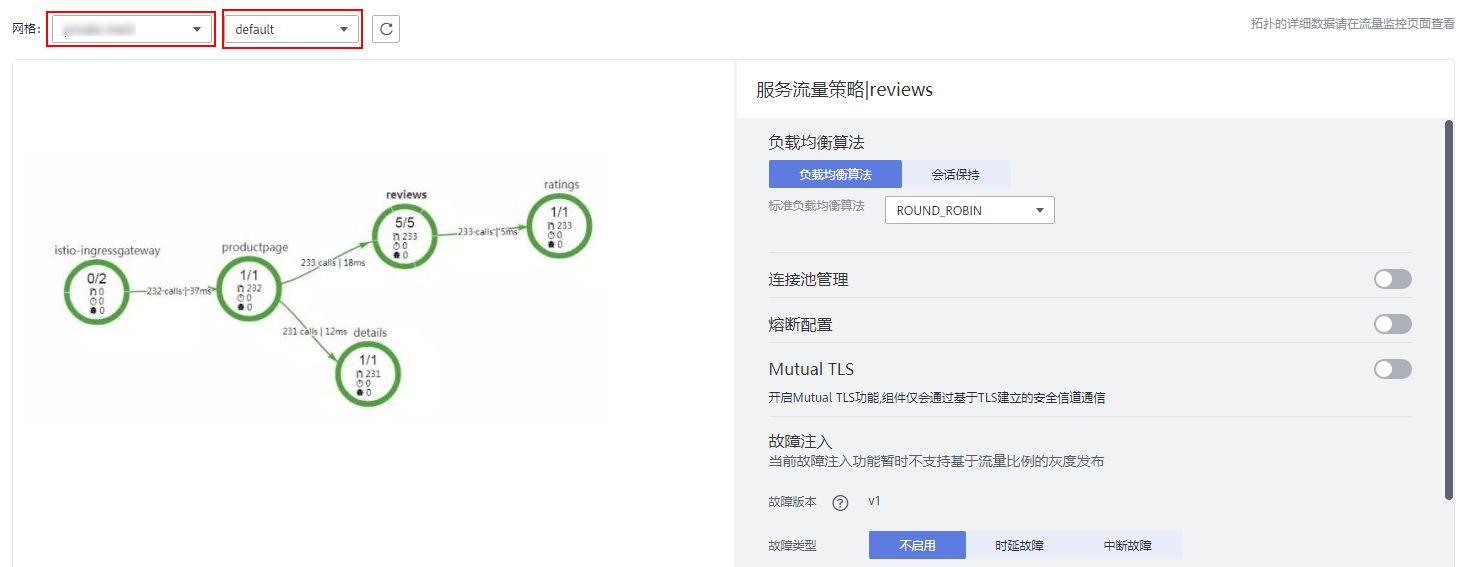 网格：
default
拓扑的详细数据请在流量监控页面查看
服务流量策略|reviews
负载均衡算法
负载均衡算法 会话保持
标准负载均衡算法 ROUND_ROBIN
连接池管理
熔断配置
Mutual TLS
开启Mutual TLS功能,组件仅会通过基于TLS建立的安全信道通信
故障注入
当前故障注入功能暂时不支持基于流量比例的灰度发布
故障版本 ? v1
故障类型 不启用 时延故障 中断故障
istio-ingressgateway
0/2
0
0
0
232 calls | 37ms
productpage
1/1
232
0
0
233 calls | 18ms
reviews
5/5
233
0
0
233 calls | 5ms
ratings
1/1
233
0
0
231 calls | 12ms
details
1/1
231
0
0